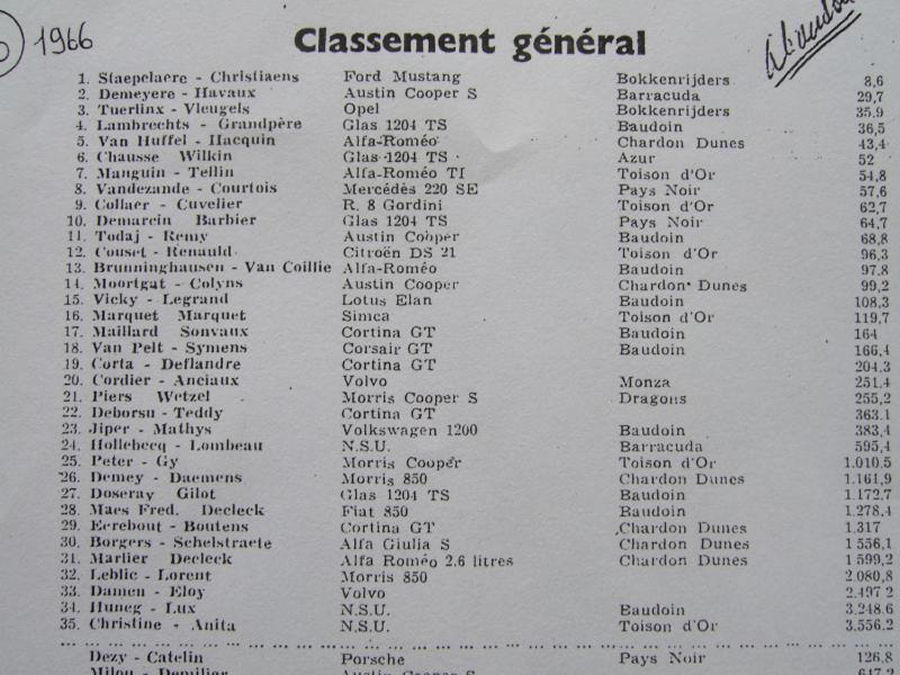 1966
Classement général
1. Staepelaere - Christiaens Ford Mustang Bokkenrijders 8,6
2. Demeyere - Havaux Austin Cooper S Barracuda 29,7
3. Tuerlinx - Vleugels Opel Bokkenrijders 35,9
4. Lambrechts - Grandpère Glas 1204 TS Baudoin 36,5
5. Van Huffel - Hacquin Alfa-Roméo Chardon Dunes 43,4
6. Chausse Wilkin Glas 1204 TS Azur 52
7. Manguin - Tellin Alfa-Roméo TI Toison d'Or 54,8
8. Vandezande - Courtois Mercédès 220 SE Pays Noir 57,6
9. Collaer - Cuvelier R. 8 Gordini Toison d'Or 62,7
10. Demarcin Barbier Glas 1204 TS Pays Noir 64,7
11. Todaj - Remy Austin Cooper Baudoin 68,8
12. Couset - Renauld Citroën DS 21 Toison d'Or 96,3
13. Brunninghausen - Van Coillie Alfa-Roméo Baudoin 97,8
14. Moortgat - Colyns Austin Cooper Chardon Dunes 99,2
15. Vicky - Legrand Lotus Elan Baudoin 108,3
16. Marquet Marquet Simca Toison d'Or 119,7
17. Maillard Sonvaux Cortina GT Baudoin 164
18. Van Pelt - Symens Corsair GT Baudoin 166,4
19. Corta - Deflandre Cortina GT 204,3
20. Cordier - Anciaux Volvo Monza 251,4
21. Piers Wetzel Morris Cooper S Dragons 255,2
22. Deborsu - Teddy Cortina GT 363,1
23. Jiper - Mathys Volkswagen 1200 Baudoin 383,4
24. Hollebecq - Lombeau N.S.U. Barracuda 595,4
25. Peter - Gy Morris Cooper Toison d'Or 1.010,5
26. Demey - Daemens Morris 850 Chardon Dunes 1.161,9
27. Doseray Gilot Glas 1204 TS Baudoin 1.172,7
28. Maes Fred. Decleck Fiat 850 Baudoin 1.278,4
29. Eerebout - Boutens Cortina GT Chardon Dunes 1.317
30. Borgers - Schelstraete Alfa Giulia S Chardon Dunes 1 556,1
31. Marlier Decleck Alfa Roméo 2.6 litres Chardon Dunes 1 599,2
32. Leblic - Lorent Morris 850 2.080,8
33. Damen - Eloy Volvo 2.497 2
34. Huneg - Lux N.S.U. Baudoin 3.248.6
35. Christine - Anita N.S.U. Toison d'Or 3.556.2
Dezy - Catelin Porsche Pays Noir 126,8
Milou - Demilier Austin Cooper S 647,2